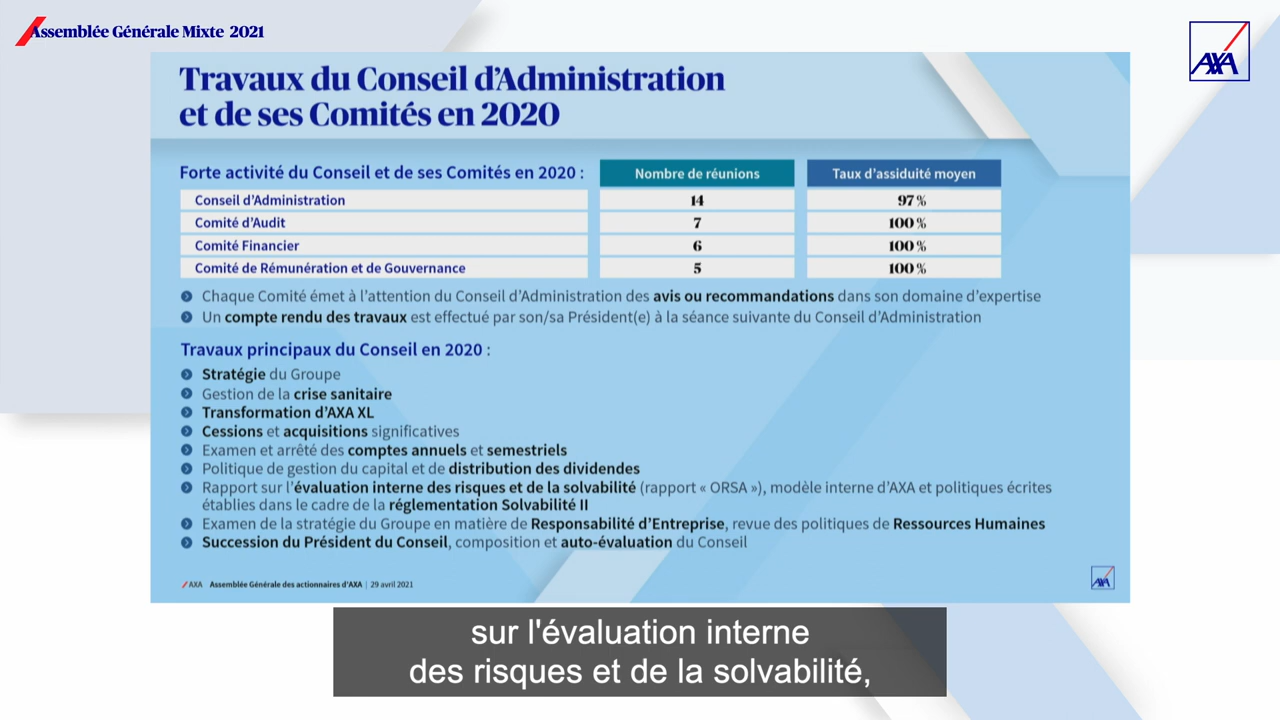 Assemblée Générale Mixte 2021
AXA
Travaux du Conseil d'Administration
et de ses Comités en 2020
Forte activité du Conseil et de ses Comités en 2020 : Nombre de réunions Taux d'assiduité moyen
Conseil d'Administration 14 97 %
Comité d'Audit 7 100 %
Comité Financier 6 100 %
Comité de Rémunération et de Gouvernance 5 100 %
Chaque Comité émet à l'attention du Conseil d'Administration des avis ou recommandations dans son domaine d'expertise
Un compte rendu des travaux est effectué par son/sa Président(e) à la séance suivante du Conseil d'Administration
Travaux principaux du Conseil en 2020 :
Stratégie du Groupe
Gestion de la crise sanitaire
Transformation d'AXA XL
Cessions et acquisitions significatives
Examen et arrêté des comptes annuels et semestriels
Politique de gestion du capital et de distribution des dividendes
Rapport sur l'évaluation interne des risques et de la solvabilité (rapport « ORSA »), modèle interne d'AXA et politiques écrites
établies dans le cadre de la réglementation Solvabilité II
Examen de la stratégie du Groupe en matière de Responsabilité d'Entreprise, revue des politiques de Ressources Humaines
Succession du Président du Conseil, composition et auto-évaluation du Conseil
AXA Assemblée Générale des actionnaires d'AXA | 29 avril 2021
AXA
sur l'évaluation interne
des risques et de la solvabilité,